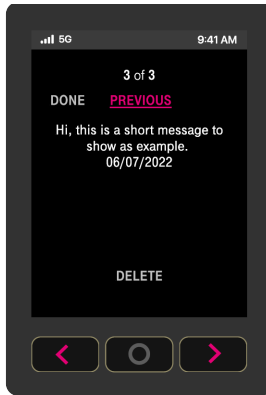 5G 9:41 AM
3 of 3
DONE PREVIOUS
Hi, this is a short message to
show as example.
06/07/2022
DELETE